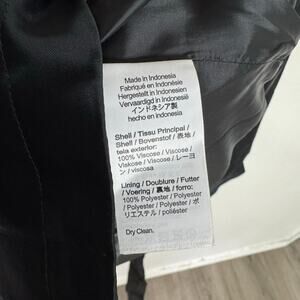 Made in Indonesia
Fabriqué en Indonésie
Hergestellt in Indonesien
Vervaardigd in Indonesië
インドネシア製
hecho en indonesia
Shell / Tissu Principal /
Shell / Bovenstof / 表地 /
tela exterior:
100% Viscose / Viscose /
Viskose / Viscose / レーヨ
ン / viscosa
Lining / Doublure / Futter
/ Voering / 裏地 / forro:
100% Polyester / Polyester
/ Polyester / Polyester / ポ
リエステル / poliéster
Dry Clean.